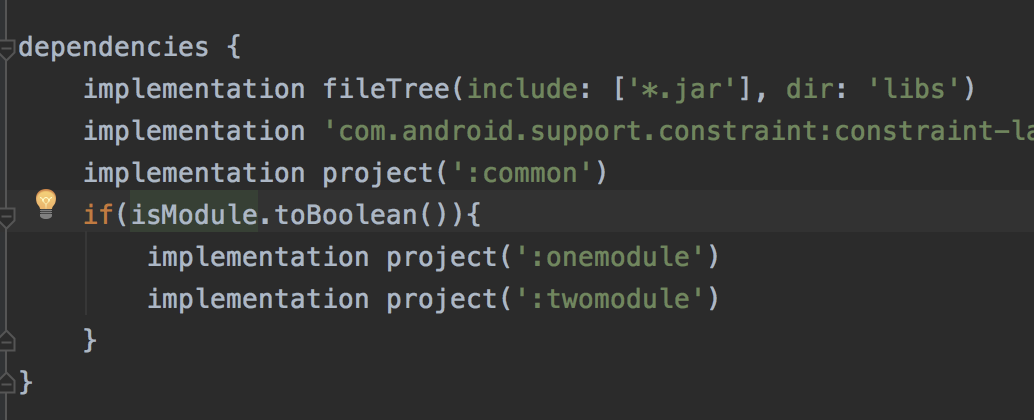 dependencies {
    implementation fileTree(include: ['*.jar'], dir: 'libs')
    implementation 'com.android.support.constraint:constraint-la
    implementation project(':common')
    if(isModule.toBoolean()){
        implementation project(':onemodule')
        implementation project(':twomodule')
    }
}